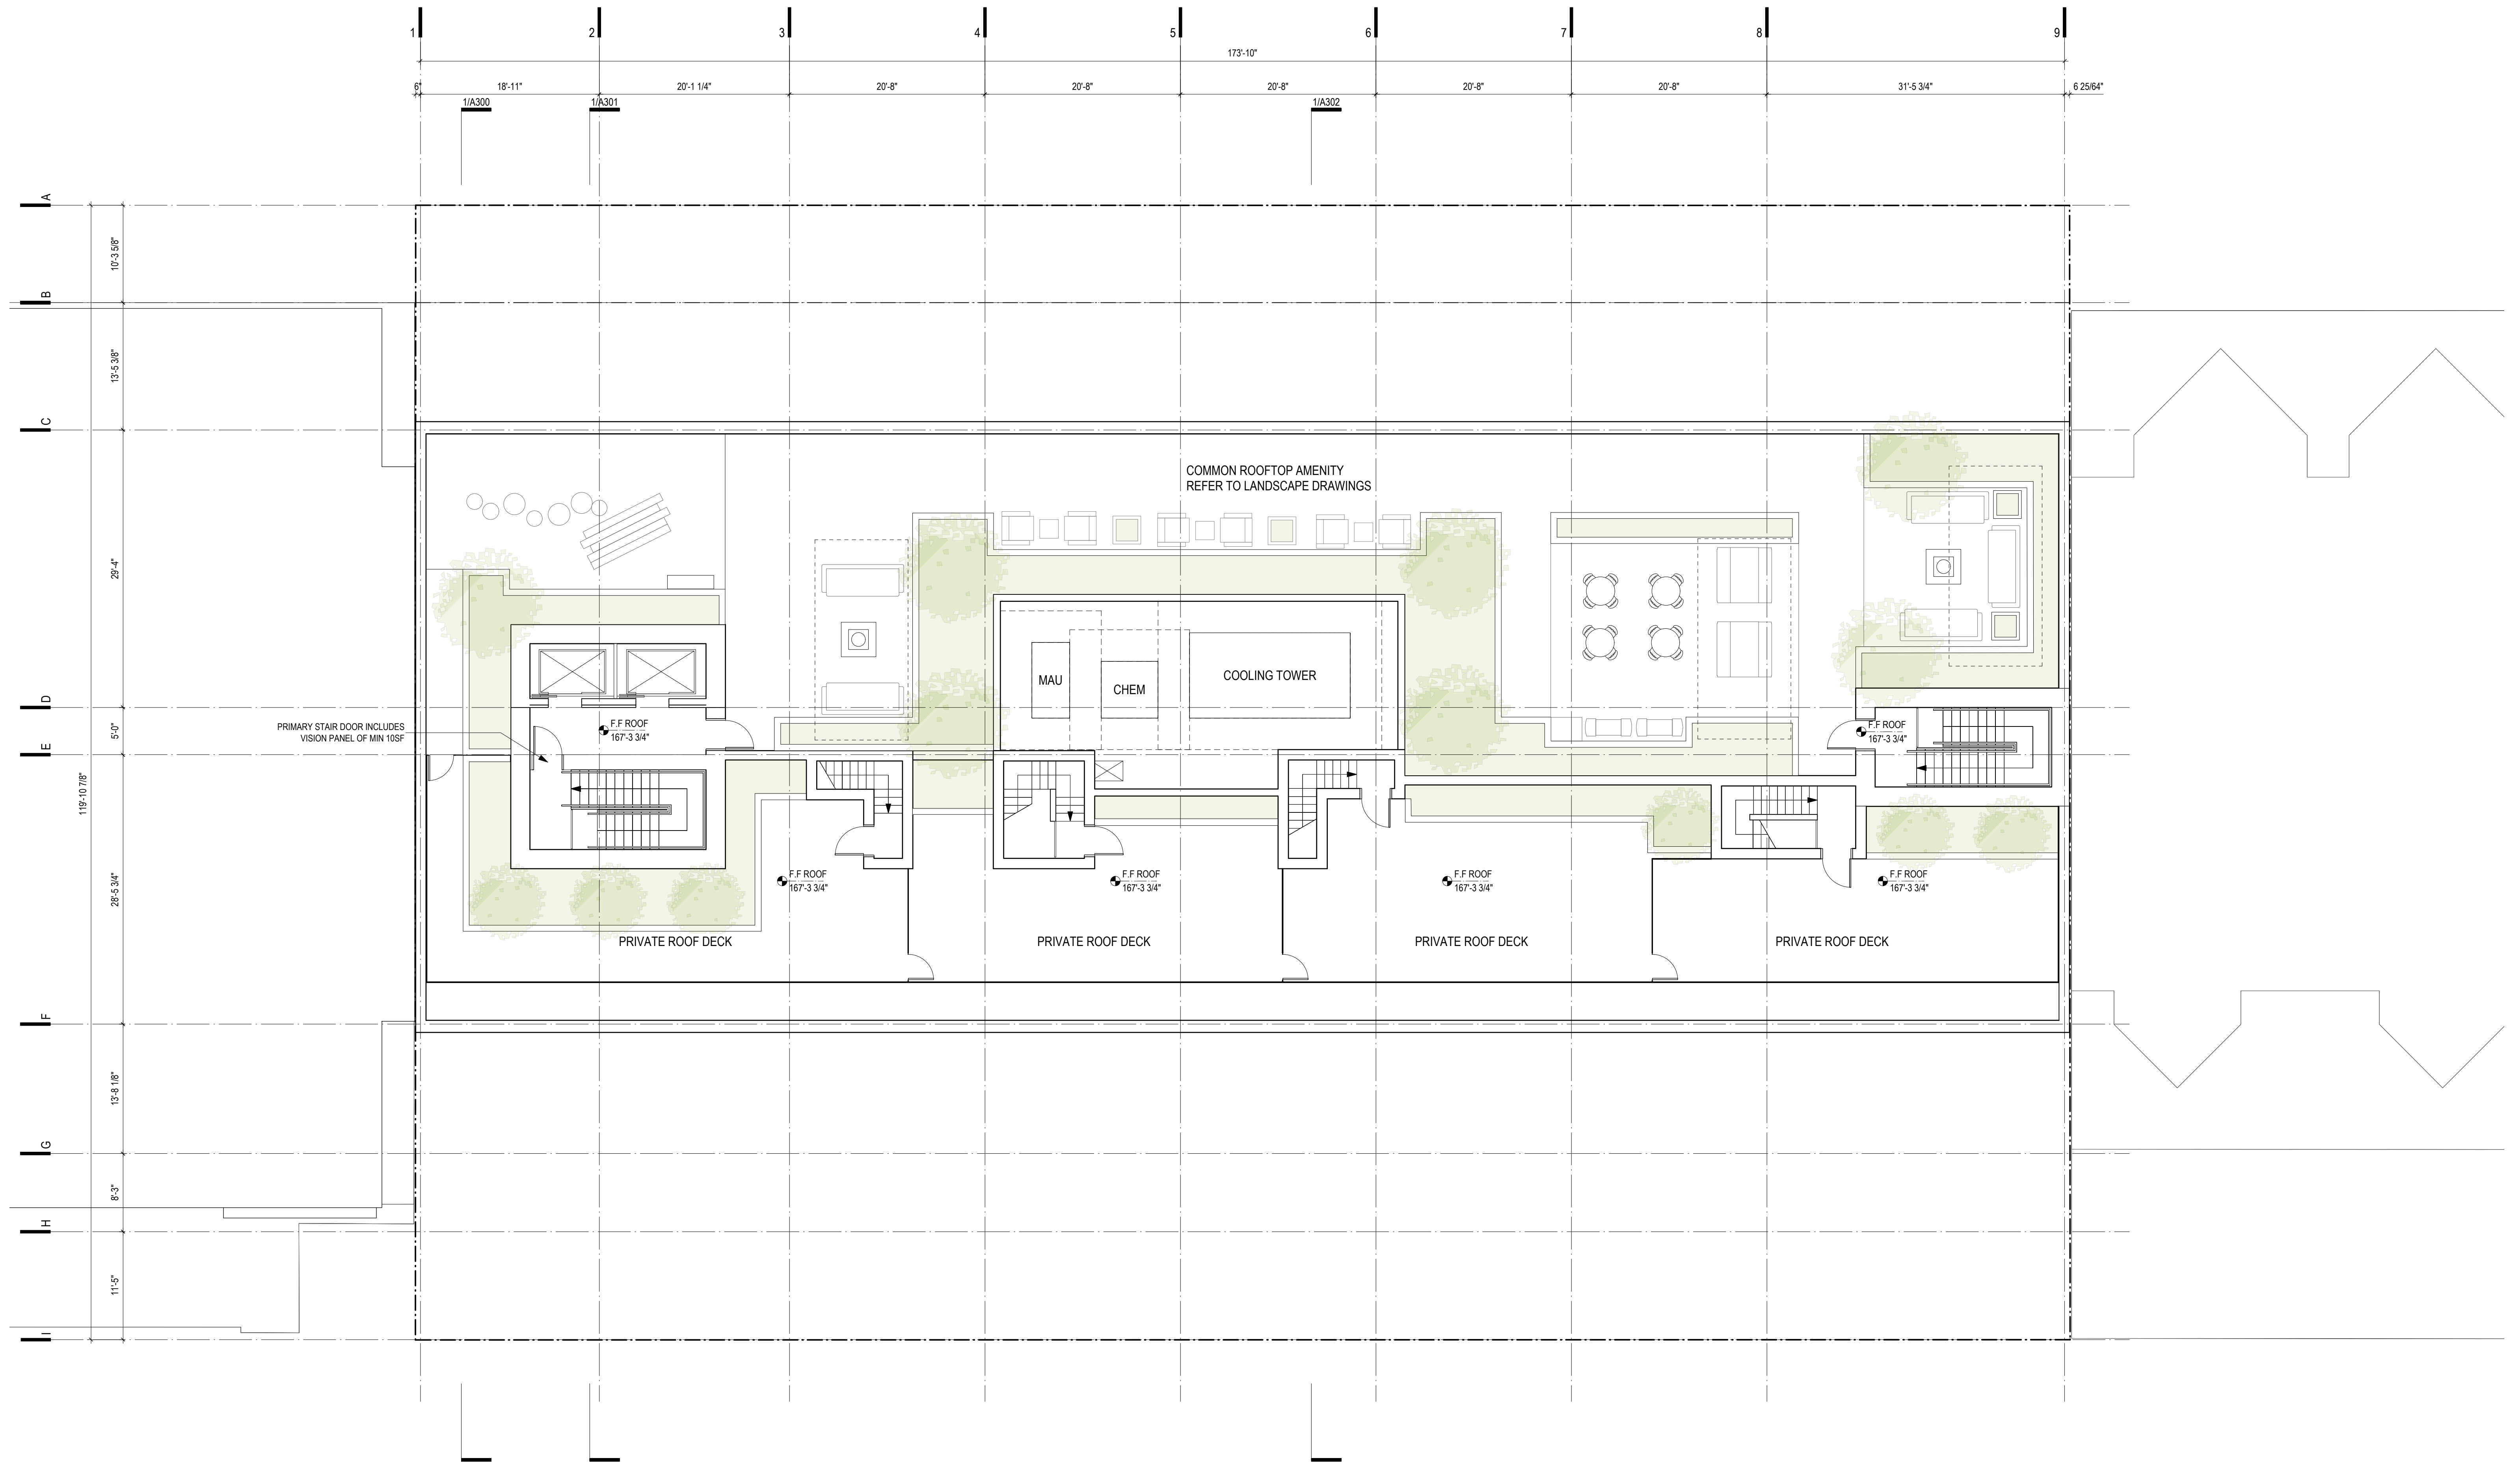 1
2
3
4
5
6
7
8
9
173'-10"
6"
18'-11"
20'-1 1/4"
20'-8"
20'-8"
20'-8"
20'-8"
20'-8"
31'-5 3/4"
6 25/64"
1/A300
1/A301
1/A302
A
10'-3 5/8"
B
13'-5 3/8"
C
29'-4"
D
5'-0"
E
119'-10 7/8"
28'-5 3/4"
F
13'-8 1/8"
G
8'-3"
H
11'-5"
I
COMMON ROOFTOP AMENITY
REFER TO LANDSCAPE DRAWINGS
MAU
CHEM
COOLING TOWER
PRIMARY STAIR DOOR INCLUDES
VISION PANEL OF MIN 10SF
F.F ROOF
167'-3 3/4"
F.F ROOF
167'-3 3/4"
F.F ROOF
167'-3 3/4"
F.F ROOF
167'-3 3/4"
F.F ROOF
167'-3 3/4"
F.F ROOF
167'-3 3/4"
PRIVATE ROOF DECK
PRIVATE ROOF DECK
PRIVATE ROOF DECK
PRIVATE ROOF DECK